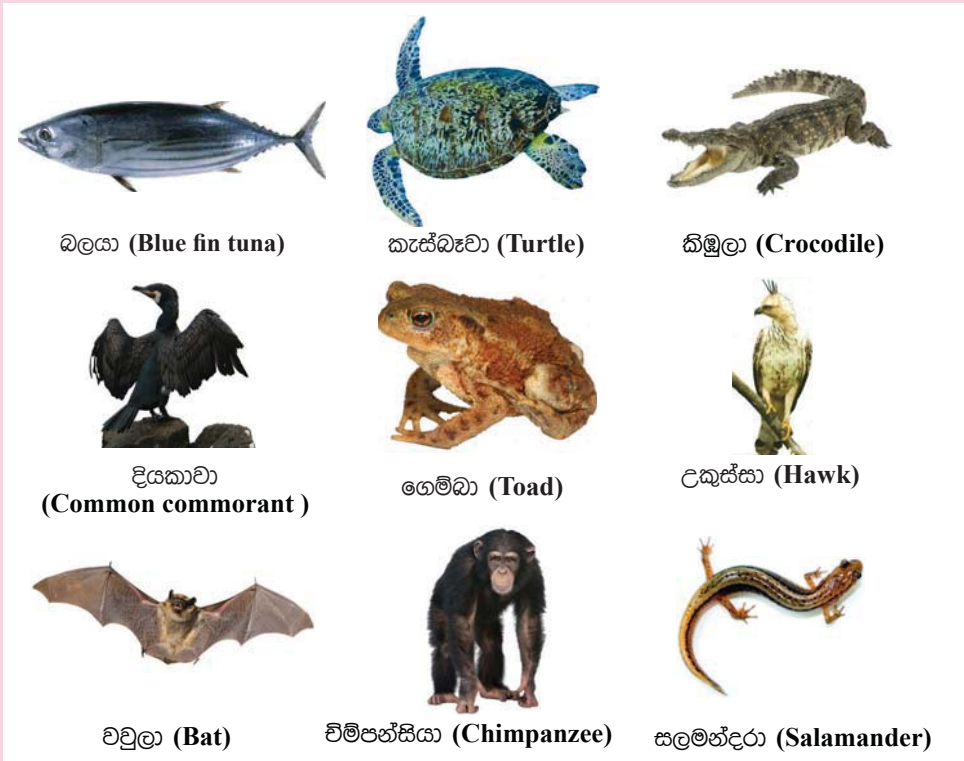 බලයා (Blue fin tuna)
කැස්බෑවා (Turtle)
කිඹුලා (Crocodile)
දියකාවා
(Common commorant )
ගෙම්බා (Toad)
උකුස්සා (Hawk)
වවුලා (Bat)
චිම්පන්සියා (Chimpanzee)
සලමන්දරා (Salamander)